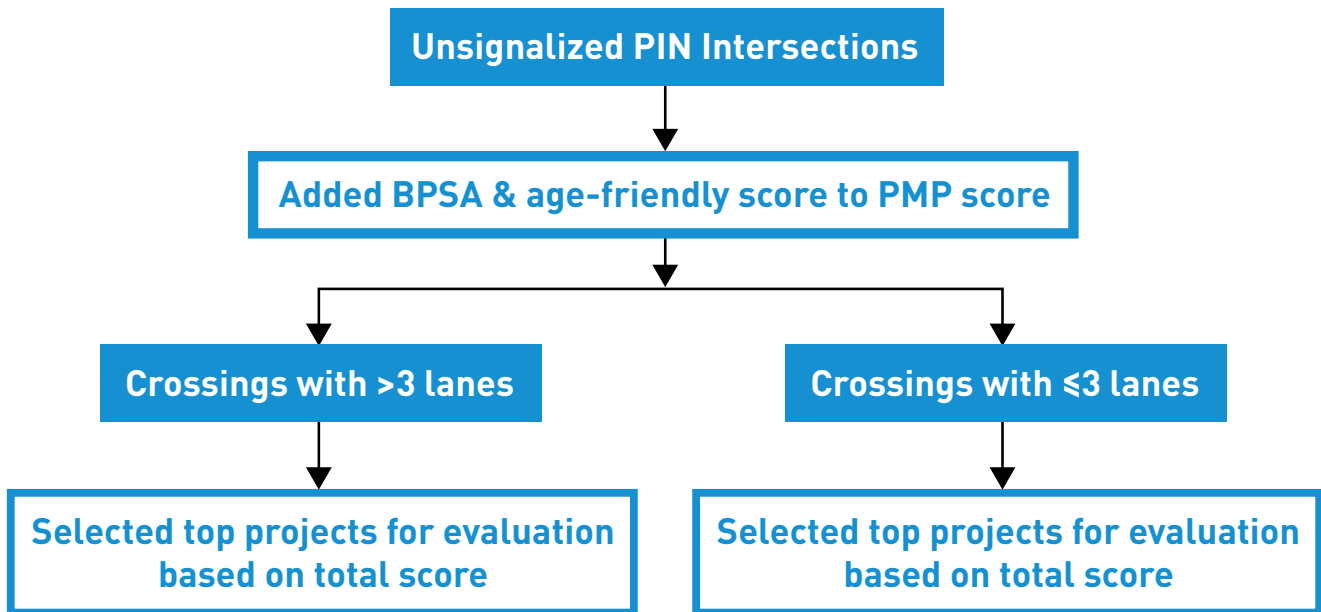 Unsignalized PIN Intersections
Added BPSA & age-friendly score to PMP score
Crossings with >3 lanes
Crossings with ≤3 lanes
Selected top projects for evaluation
based on total score
Selected top projects for evaluation
based on total score